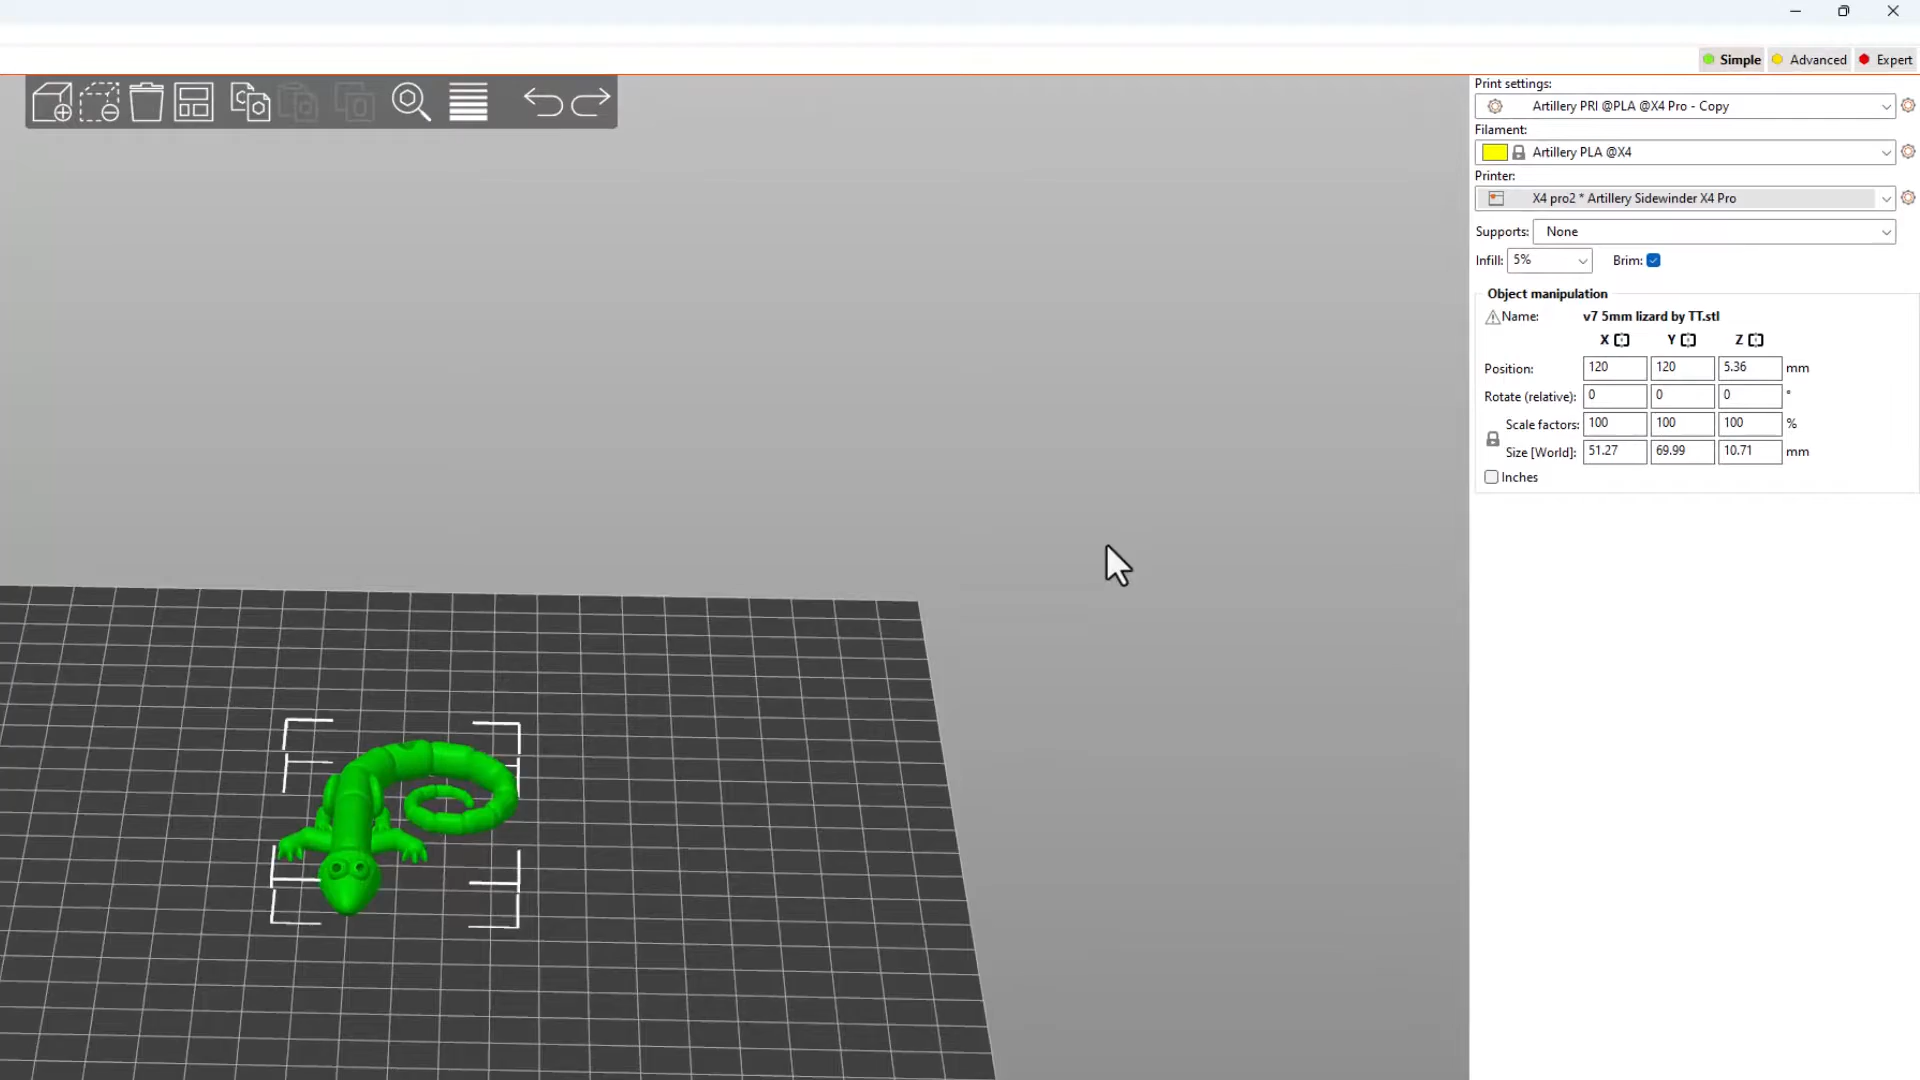 Simple Advanced Expert
Print settings:
Artillery PRI @PLA @X4 Pro - Copy
Filament:
Artillery PLA @X4
Printer:
X4 pro2 * Artillery Sidewinder X4 Pro
Supports: None
Infill: 5% Brim:
Object manipulation
Name: v7 5mm lizard by TT.stl
X Y Z
Position: 120 120 5.36 mm
Rotate (relative): 0 0 0 °
Scale factors: 100 100 100 %
Size [World]: 51.27 69.99 10.71 mm
Inches